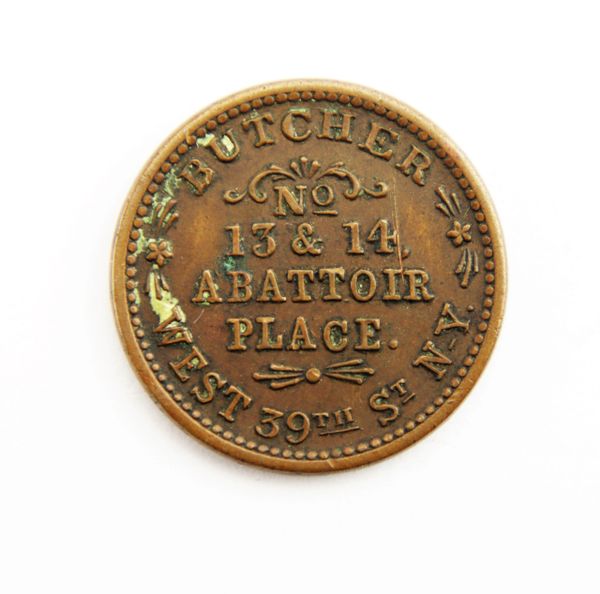 BUTCHER
No
13 & 14,
ABATTOIR
PLACE.
WEST 39TH ST N-Y.